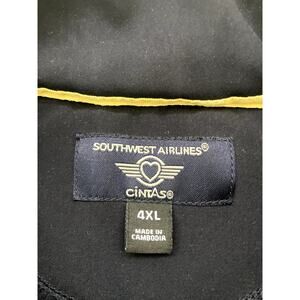 SOUTHWEST AIRLINES®
CINTAS®
4XL
MADE IN
CAMBODIA